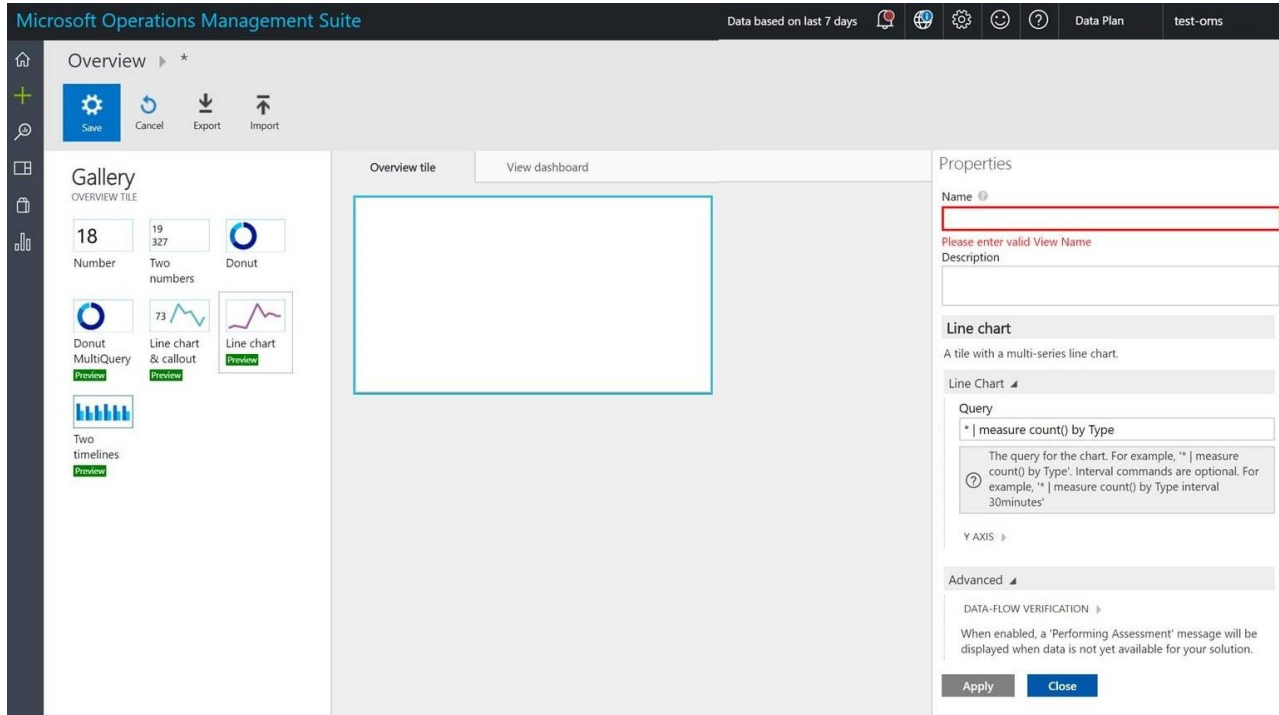 Microsoft Operations Management Suite
Data based on last 7 days
Data Plan
test-oms
Overview
*
Save
Cancel
Export
Import
Gallery
OVERVIEW TILE
18
Number
19
327
Two
numbers
Donut
Donut
MultiQuery
Preview
73
Line chart
& callout
Preview
Line chart
Preview
Two
timelines
Preview
Overview tile
View dashboard
Properties
Name
Please enter valid View Name
Description
Line chart
A tile with a multi-series line chart.
Line Chart
Query
* | measure count() by Type
The query for the chart. For example, '* | measure
count() by Type'. Interval commands are optional. For
example, '* | measure count() by Type interval
30minutes'
Y AXIS
Advanced
DATA-FLOW VERIFICATION
When enabled, a 'Performing Assessment' message will be
displayed when data is not yet available for your solution.
Apply
Close